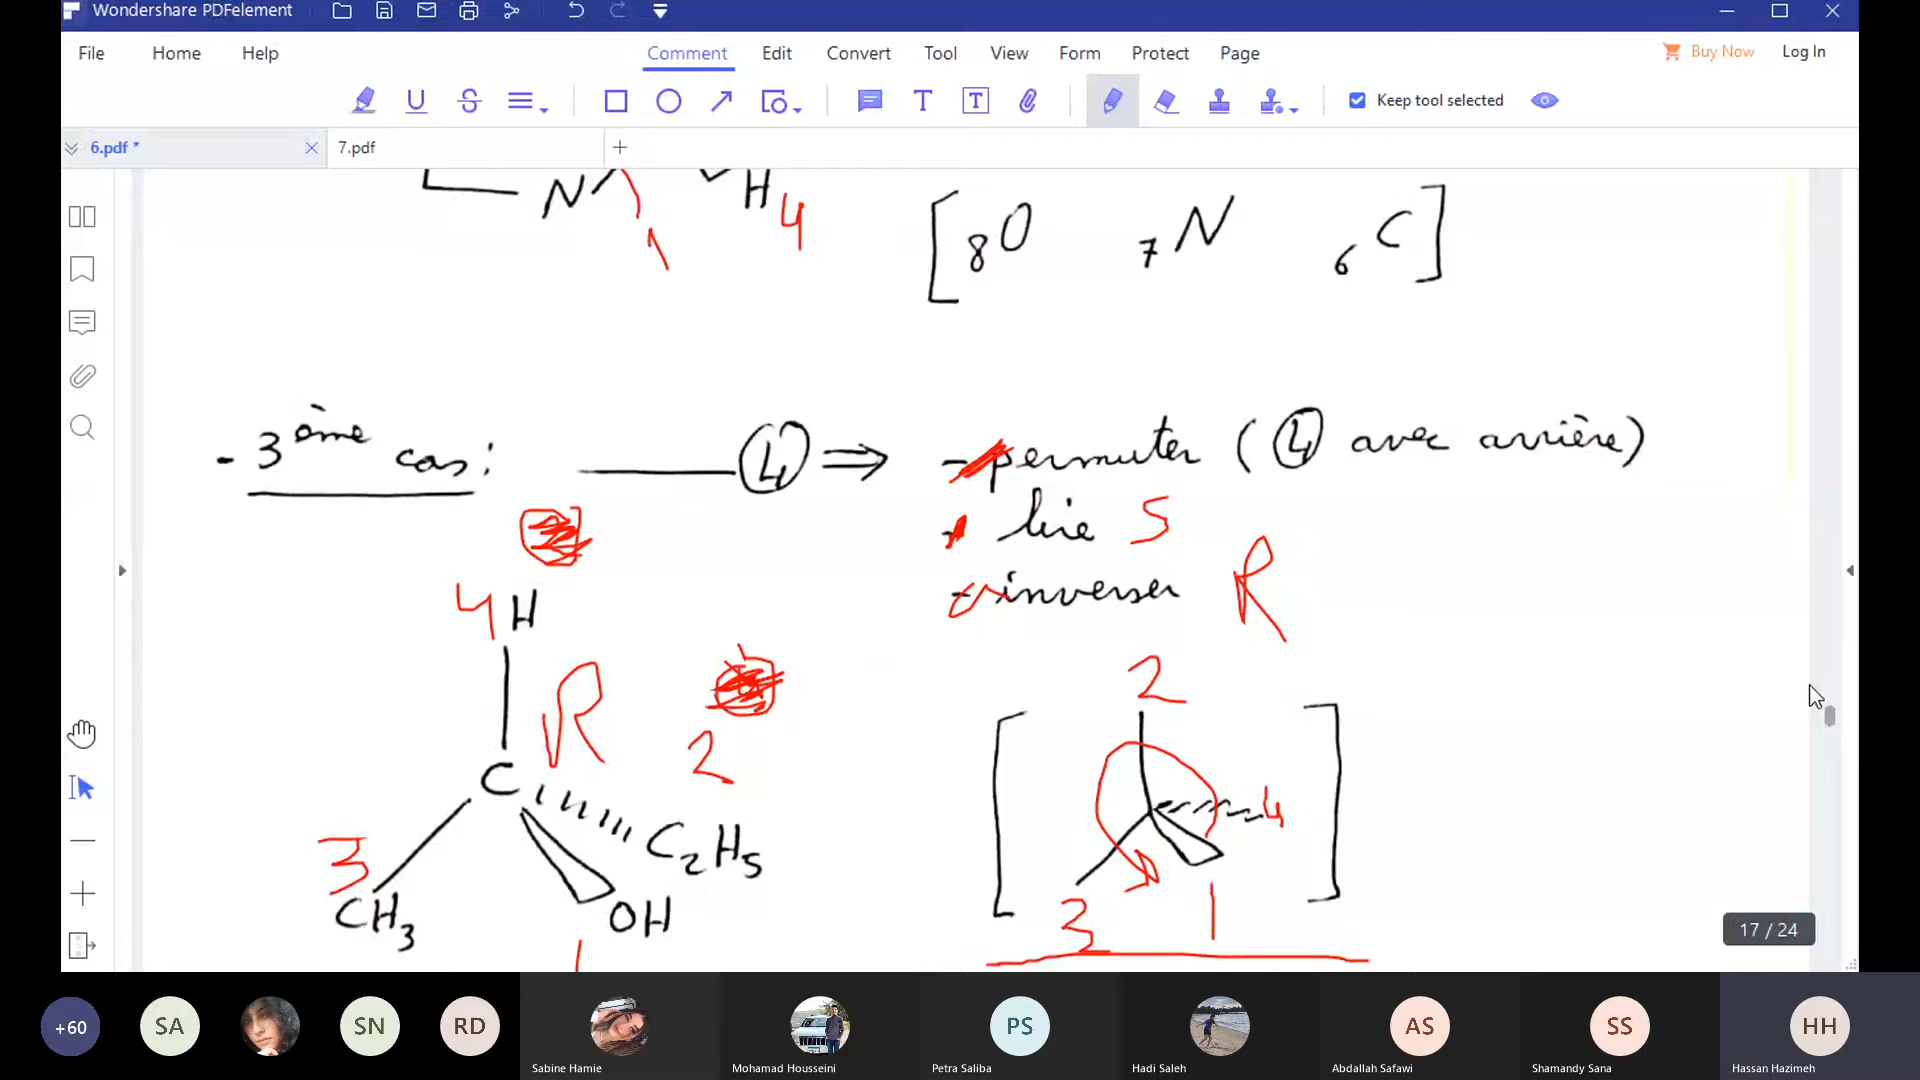 Wondershare PDFelement
File Home Help Comment Edit Convert Tool View Form Protect Page Buy Now Log In
Keep tool selected
6.pdf * 7.pdf
N H 4
1
[ 8O 7N 6C ]
- 3ème cas: 4 ⇒ - permuter (4 avec arrière)
- lire S
- inverser R
4 H
R 2
2
C
C2H5
4
3
CH3
OH
1
3 1
17 / 24
+60 SA SN RD PS AS SS HH
Sabine Hamie Mohamad Housseini Petra Saliba Hadi Saleh Abdallah Safawi Shamandy Sana Hassan Hazimeh